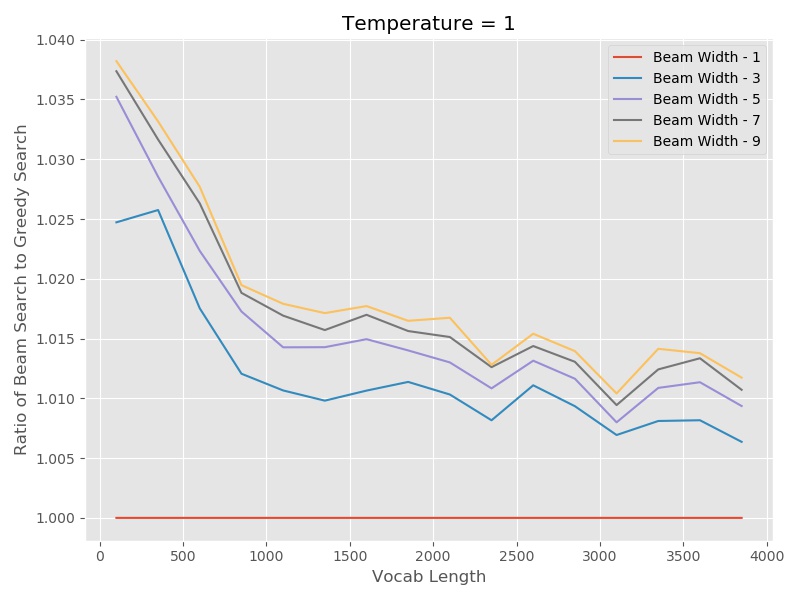 Temperature = 1
1.040
1.035
1.030
1.025
1.020
1.015
1.010
1.005
1.000
Ratio of Beam Search to Greedy Search
Beam Width - 1
Beam Width - 3
Beam Width - 5
Beam Width - 7
Beam Width - 9
0 500 1000 1500 2000 2500 3000 3500 4000
Vocab Length